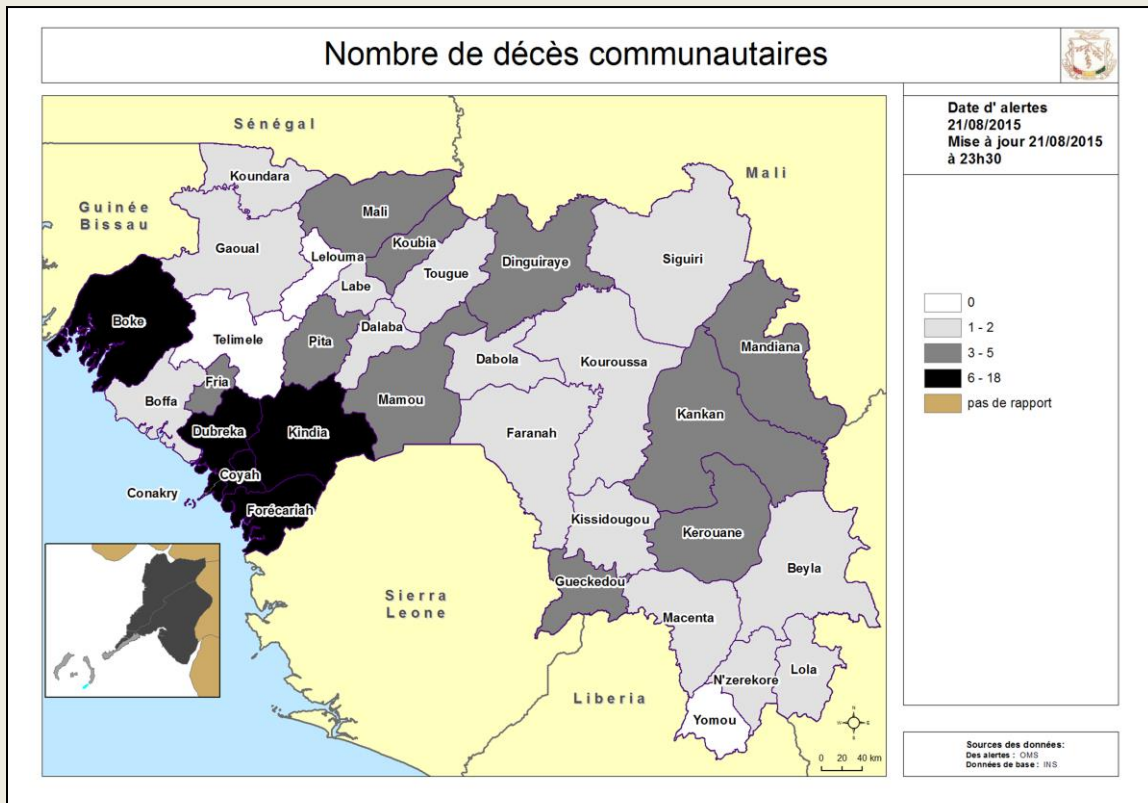 Nombre de décès communautaires
Date d' alertes
21/08/2015
Mise à jour 21/08/2015
à 23h30
Sénégal
Mali
Guinée
Bissau
Koundara
Mali
Gaoual
Koubia
Lelouma
Dinguiraye
Siguiri
Tougue
Labe
Boke
Telimele
Pita
Dalaba
Dabola
Kouroussa
Mandiana
Fria
Boffa
Mamou
Kankan
Dubreka
Kindia
Faranah
Coyah
Conakry
Forécariah
Kissidougou
Kerouane
Beyla
Gueckedou
Sierra
Leone
Macenta
Lola
N'zerekore
Liberia
Yomou
0
1 - 2
3 - 5
6 - 18
pas de rapport
N
W
E
S
0 20 40 km
Sources des données:
Des alertes : OMS
Données de base : INS